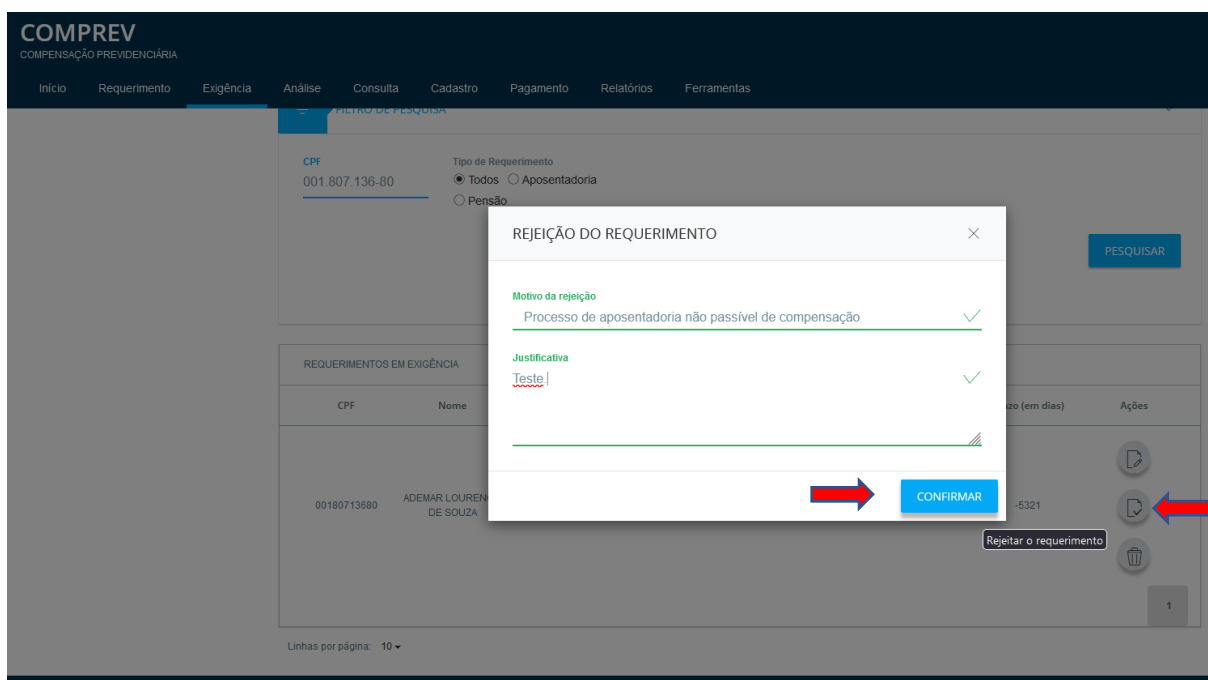 COMPREV
COMPENSAÇÃO PREVIDENCIÁRIA
Início Requerimento Exigência Análise Consulta Cadastro Pagamento Relatórios Ferramentas
FILTRO DE PESQUISA
CPF Tipo de Requerimento
001.807.136-80 Todos Aposentadoria
Pensão
REJEIÇÃO DO REQUERIMENTO
PESQUISAR
Motivo da rejeição
Processo de aposentadoria não passível de compensação
REQUERIMENTOS EM EXIGÊNCIA
Justificativa
Teste.
CPF Nome (em dias) Ações
00180713680 ADEMAR
DE SOUZA
-5321
CONFIRMAR
Rejeitar o requerimento
1
Linhas por página: 10